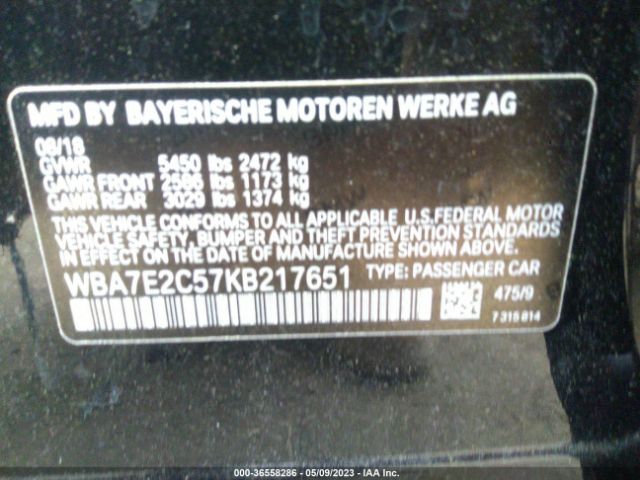 MFD BY BAYERISCHE MOTOREN WERKE AG
08/18
GVWR 5450 lbs 2472 kg
GAWR FRONT 2586 lbs 1173 kg
GAWR REAR 3029 lbs 1374 kg
THIS VEHICLE CONFORMS TO ALL APPLICABLE U.S.FEDERAL MOTOR
VEHICLE SAFETY, BUMPER, AND THEFT PREVENTION STANDARDS
IN EFFECT ON THE DATE OF MANUFACTURE SHOWN ABOVE.
WBA7E2C57KB217651 TYPE: PASSENGER CAR
475/9
7 315 814
000-36558286 - 05/09/2023 - IAA Inc.